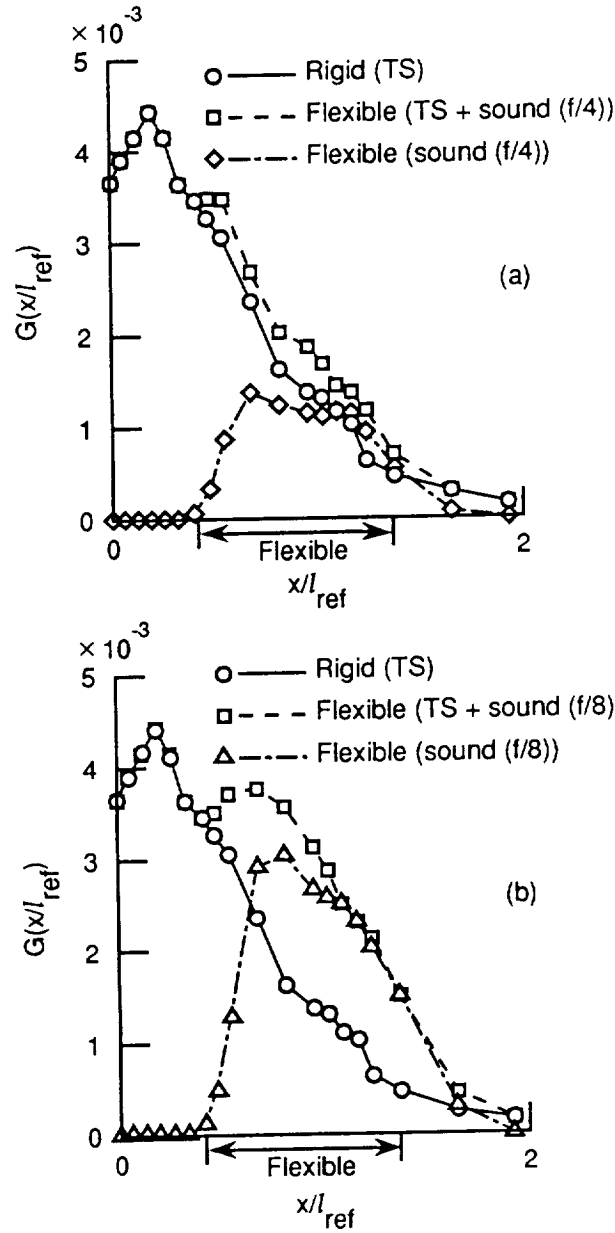 × 10⁻³
5
Rigid (TS)
Flexible (TS + sound (f/4))
Flexible (sound (f/4))
4
3
(a)
G(x/l_ref)
2
1
0
0
Flexible
2
x/l_ref
× 10⁻³
5
Rigid (TS)
Flexible (TS + sound (f/8)
Flexible (sound (f/8))
4
3
(b)
G(x/l_ref)
2
1
0
0
Flexible
2
x/l_ref